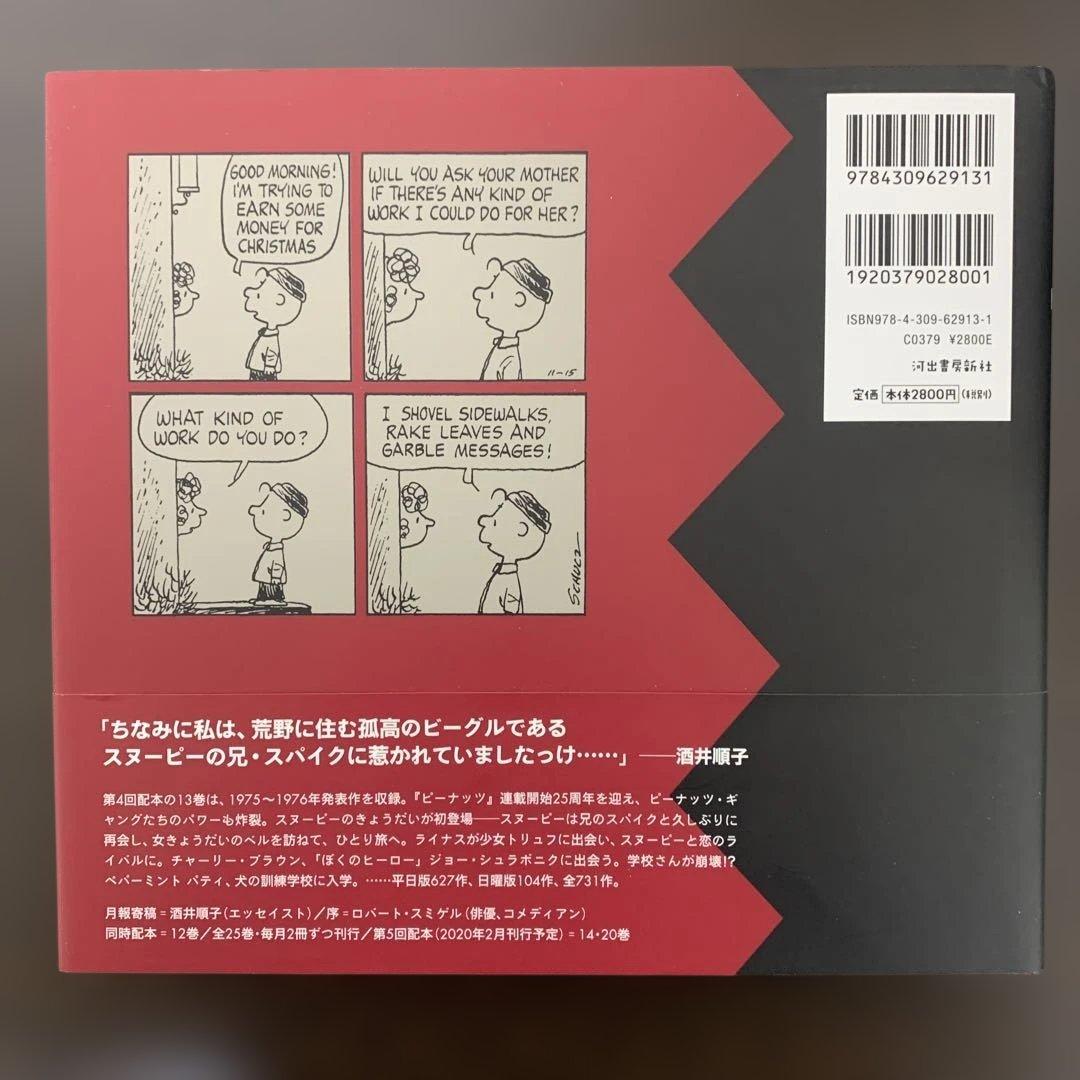 GOOD MORNING!
I'M TRYING TO
EARN SOME
MONEY FOR
CHRISTMAS
WILL YOU ASK YOUR MOTHER
IF THERE'S ANY KIND OF
WORK I COULD DO FOR HER?
11-15
WHAT KIND OF
WORK DO YOU DO?
I SHOVEL SIDEWALKS,
RAKE LEAVES AND
GARBLE MESSAGES!
SCHULZ
9784309629131
1920379028001
ISBN978-4-309-62913-1
C0379 ¥2800E
河出書房新社
定価 本体2800円(税別)
「ちなみに私は、荒野に住む孤高のビーグルである
スヌーピーの兄・スパイクに惹かれていましたっけ……」——酒井順子
第4回配本の13巻は、1975〜1976年発表作を収録。『ピーナッツ』連載開始25周年を迎え、ピーナッツ・ギ
ャングたちのパワーも炸裂。スヌーピーのきょうだいが初登場——スヌーピーは兄のスパイクと久しぶりに
再会し、女きょうだいのベルを訪ねて、ひとり旅へ。ライナスが少女トリュフに出会い、スヌーピーと恋のラ
イバルに。チャーリー・ブラウン、「ぼくのヒーロー」ジョー・シュラボニクに出会う。学校さんが崩壊!?
ペパーミント パティ、犬の訓練学校に入学。……平日版627作、日曜版104作、全731作。
月報寄稿=酒井順子(エッセイスト)/序=ロバート・スミゲル(俳優、コメディアン)
同時配本=12巻/全25巻・毎月2冊ずつ刊行/第5回配本(2020年2月刊行予定)=14・20巻